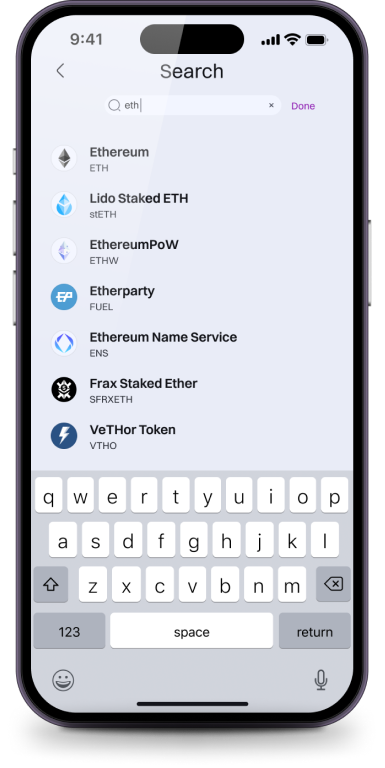 9:41
Search
eth
× Done
Ethereum
ETH
Lido Staked ETH
stETH
EthereumPoW
ETHW
EP
Etherparty
FUEL
Ethereum Name Service
ENS
Frax Staked Ether
SFRXETH
VeTHor Token
VTHO
q w e r t y u i o p
a s d f g h j k l
z x c v b n m
123 space return